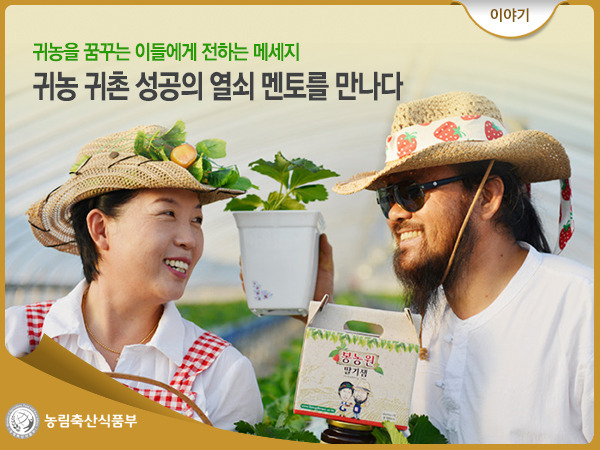 이야기
귀농을 꿈꾸는 이들에게 전하는 메세지
귀농 귀촌 성공의 열쇠 멘토를 만나다
봉농원
딸기잼
농림축산식품부